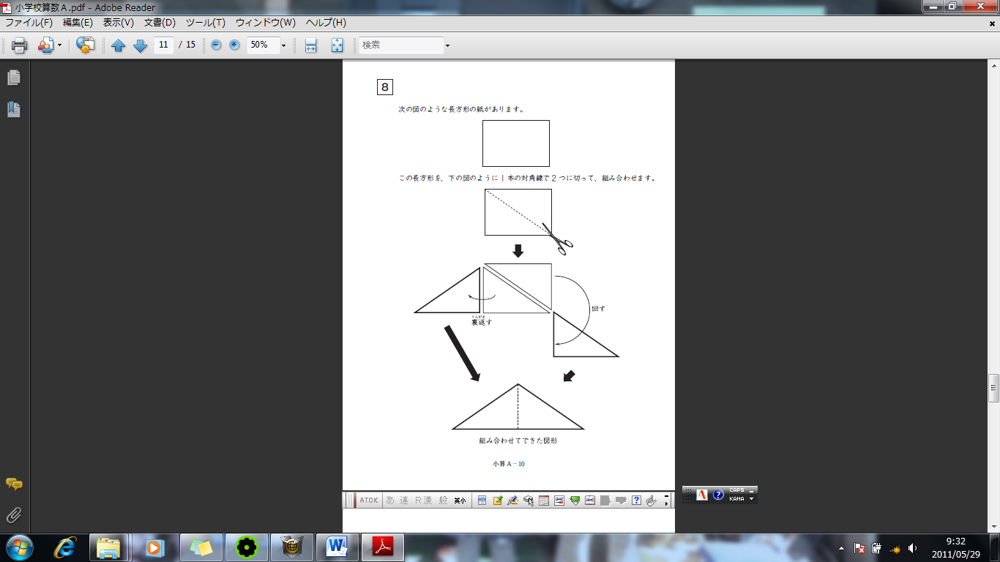 小学校算数A.pdf - Adobe Reader
ファイル(F) 編集(E) 表示(V) 文書(D) ツール(T) ウィンドウ(W) ヘルプ(H)
11 / 15 50% 検索
8
次の図のような長方形の紙があります。
この長方形を，下の図のように1本の対角線で2つに切って，組み合わせます。
回す
うらがえ
裏返す
組み合わせてできた図形
小算A－10
ATOK あ 連 R漢 般 英小
CAPS
KANA
9:32
2011/05/29